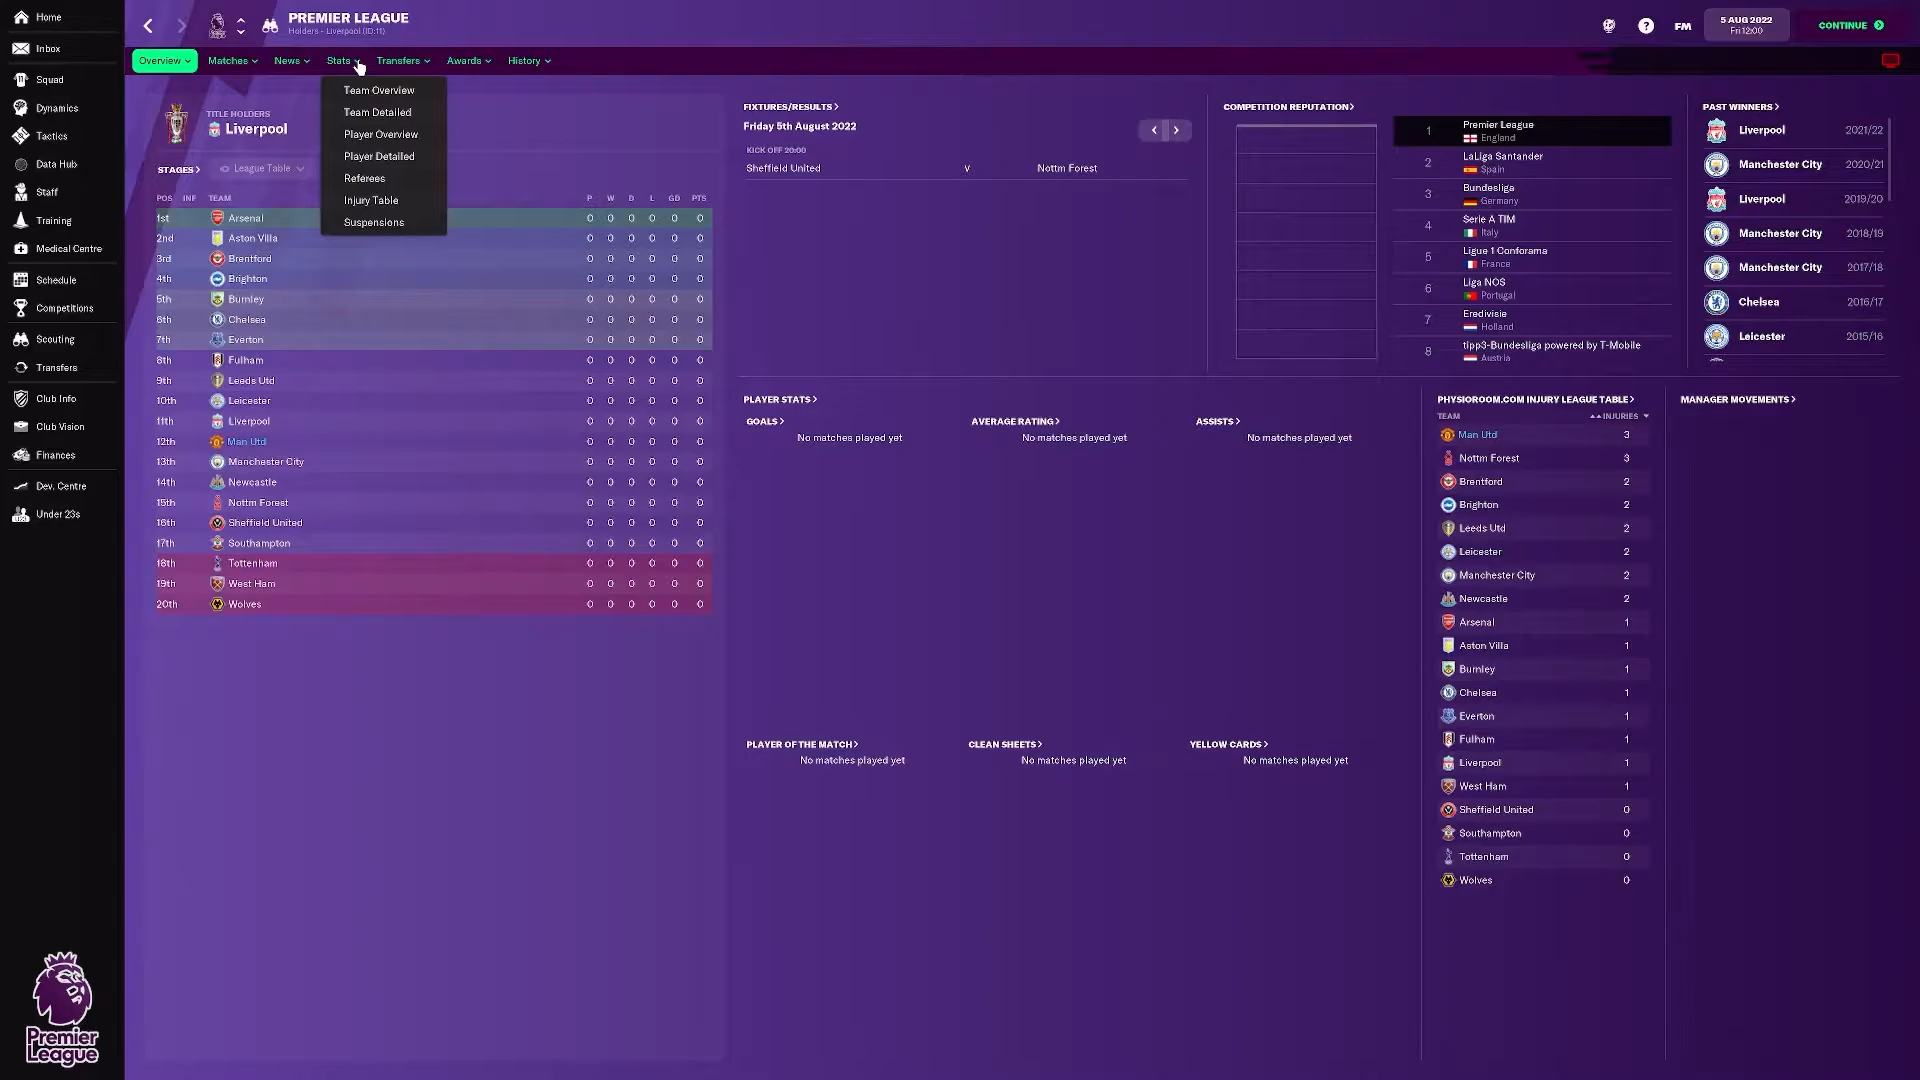 Home
Inbox
Squad
Dynamics
Tactics
Data Hub
Staff
Training
Medical Centre
Schedule
Competitions
Scouting
Transfers
Club Info
Club Vision
Finances
Dev. Centre
Under 23s
Premier
League
PREMIER LEAGUE
Holders - Liverpool (ID:11)
? FM
5 AUG 2022
Fri 12:00
CONTINUE
Overview Matches News Stats Transfers Awards History
Team Overview
Team Detailed
Player Overview
Player Detailed
Referees
Injury Table
Suspensions
TITLE HOLDERS
Liverpool
STAGES> League Table
POS INF TEAM P W D L GD PTS
1st Arsenal 0 0 0 0 0 0
2nd Aston Villa 0 0 0 0 0 0
3rd Brentford 0 0 0 0 0 0
4th Brighton 0 0 0 0 0 0
5th Burnley 0 0 0 0 0 0
6th Chelsea 0 0 0 0 0 0
7th Everton 0 0 0 0 0 0
8th Fulham 0 0 0 0 0 0
9th Leeds Utd 0 0 0 0 0 0
10th Leicester 0 0 0 0 0 0
11th Liverpool 0 0 0 0 0 0
12th Man Utd 0 0 0 0 0 0
13th Manchester City 0 0 0 0 0 0
14th Newcastle 0 0 0 0 0 0
15th Nottm Forest 0 0 0 0 0 0
16th Sheffield United 0 0 0 0 0 0
17th Southampton 0 0 0 0 0 0
18th Tottenham 0 0 0 0 0 0
19th West Ham 0 0 0 0 0 0
20th Wolves 0 0 0 0 0 0
FIXTURES/RESULTS>
Friday 5th August 2022
KICK OFF 20:00
Sheffield United V Nottm Forest
COMPETITION REPUTATION>
1 Premier League
England
2 LaLiga Santander
Spain
3 Bundesliga
Germany
4 Serie A TIM
Italy
5 Ligue 1 Conforama
France
6 Liga NOS
Portugal
7 Eredivisie
Holland
8 tipp3-Bundesliga powered by T-Mobile
Austria
PAST WINNERS>
Liverpool 2021/22
Manchester City 2020/21
Liverpool 2019/20
Manchester City 2018/19
Manchester City 2017/18
Chelsea 2016/17
Leicester 2015/16
PLAYER STATS>
GOALS>
No matches played yet
AVERAGE RATING>
No matches played yet
ASSISTS>
No matches played yet
PLAYER OF THE MATCH>
No matches played yet
CLEAN SHEETS>
No matches played yet
YELLOW CARDS>
No matches played yet
PHYSIOROOM.COM INJURY LEAGUE TABLE>
TEAM INJURIES
Man Utd 3
Nottm Forest 3
Brentford 2
Brighton 2
Leeds Utd 2
Leicester 2
Manchester City 2
Newcastle 2
Arsenal 1
Aston Villa 1
Burnley 1
Chelsea 1
Everton 1
Fulham 1
Liverpool 1
West Ham 1
Sheffield United 0
Southampton 0
Tottenham 0
Wolves 0
MANAGER MOVEMENTS>